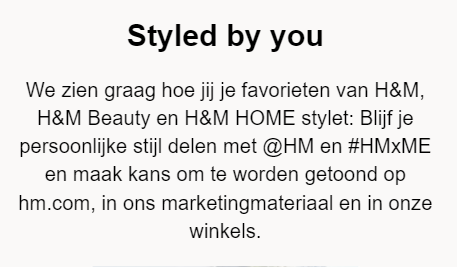 Styled by you
We zien graag hoe jij je favorieten van H&M,
H&M Beauty en H&M HOME stylet: Blijf je
persoonlijke stijl delen met @HM en #HMxME
en maak kans om te worden getoond op
hm.com, in ons marketingmateriaal en in onze
winkels.